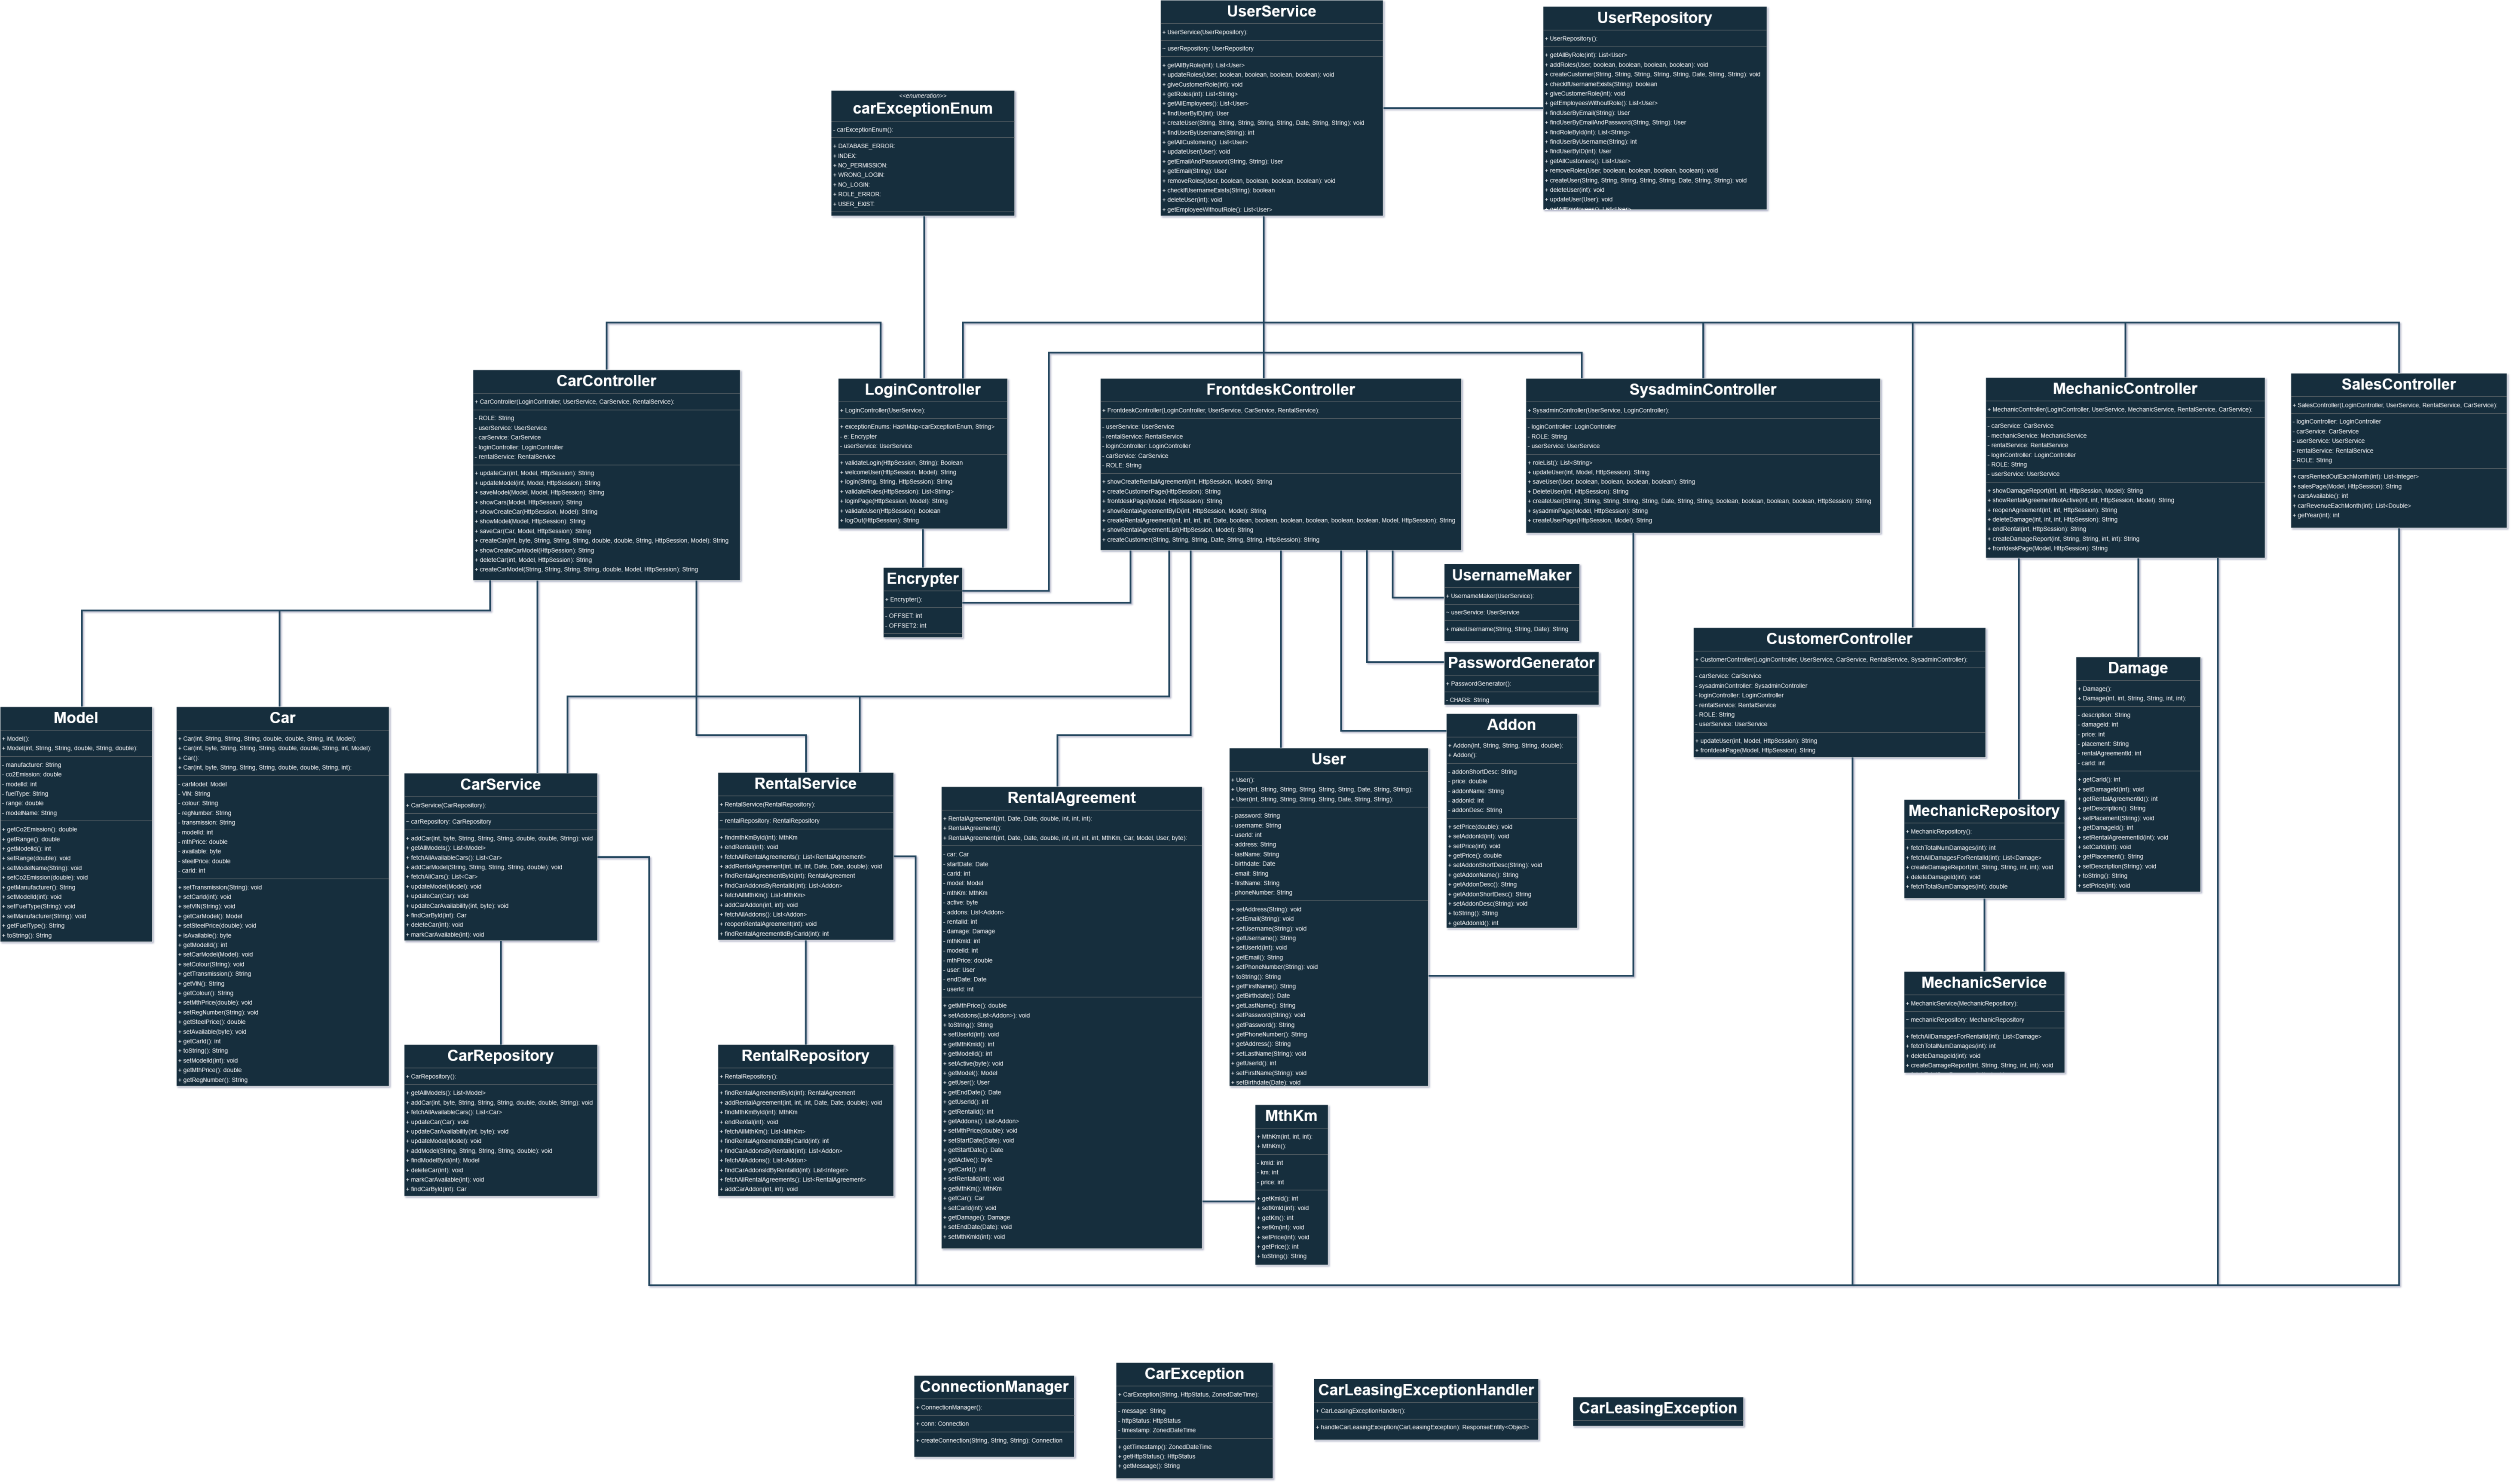 UserService
+ UserService(UserRepository):
~ userRepository: UserRepository
+ getAllByRole(int): List<User>
+ updateRoles(User, boolean, boolean, boolean, boolean): void
+ giveCustomerRole(int): void
+ getRoles(int): List<String>
+ getAllEmployees(): List<User>
+ findUserByID(int): User
+ createUser(String, String, String, String, String, Date, String, String): void
+ findUserByUsername(String): int
+ getAllCustomers(): List<User>
+ updateUser(User): void
+ getEmailAndPassword(String, String): User
+ getEmail(String): User
+ removeRoles(User, boolean, boolean, boolean, boolean): void
+ checkIfUsernameExists(String): boolean
+ deleteUser(int): void
+ getEmployeeWithoutRole(): List<User>
UserRepository
+ UserRepository():
+ getAllByRole(int): List<User>
+ addRoles(User, boolean, boolean, boolean, boolean): void
+ createCustomer(String, String, String, String, String, Date, String, String): void
+ checkIfUsernameExists(String): boolean
+ giveCustomerRole(int): void
+ getEmployeesWithoutRole(): List<User>
+ findUserByEmail(String): User
+ findUserByEmailAndPassword(String, String): User
+ findRoleById(int): List<String>
+ findUserByUsername(String): int
+ findUserByID(int): User
+ getAllCustomers(): List<User>
+ removeRoles(User, boolean, boolean, boolean, boolean): void
+ createUser(String, String, String, String, String, Date, String, String): void
+ deleteUser(int): void
+ updateUser(User): void
+ getAllEmployees(): List<User>
<<enumeration>>
carExceptionEnum
- carExceptionEnum():
+ DATABASE_ERROR:
+ INDEX:
+ NO_PERMISSION:
+ WRONG_LOGIN:
+ NO_LOGIN:
+ ROLE_ERROR:
+ USER_EXIST:
CarController
+ CarController(LoginController, UserService, CarService, RentalService):
- ROLE: String
- userService: UserService
- carService: CarService
- loginController: LoginController
- rentalService: RentalService
+ updateCar(int, Model, HttpSession): String
+ updateModel(int, Model, HttpSession): String
+ saveModel(Model, Model, HttpSession): String
+ showCars(Model, HttpSession): String
+ showCreateCar(HttpSession, Model): String
+ showModel(Model, HttpSession): String
+ saveCar(Car, Model, HttpSession): String
+ createCar(int, byte, String, String, String, double, double, String, HttpSession, Model): String
+ showCreateCarModel(HttpSession): String
+ deleteCar(int, Model, HttpSession): String
+ createCarModel(String, String, String, String, double, Model, HttpSession): String
LoginController
+ LoginController(UserService):
+ exceptionEnums: HashMap<carExceptionEnum, String>
- e: Encrypter
- userService: UserService
+ validateLogin(HttpSession, String): Boolean
+ welcomeUser(HttpSession, Model): String
+ login(String, String, HttpSession): String
+ validateRoles(HttpSession): List<String>
+ loginPage(HttpSession, Model): String
+ validateUser(HttpSession): boolean
+ logOut(HttpSession): String
FrontdeskController
+ FrontdeskController(LoginController, UserService, CarService, RentalService):
- userService: UserService
- rentalService: RentalService
- loginController: LoginController
- carService: CarService
- ROLE: String
+ showCreateRentalAgreement(int, HttpSession, Model): String
+ createCustomerPage(HttpSession): String
+ frontdeskPage(Model, HttpSession): String
+ showRentalAgreementByID(int, HttpSession, Model): String
+ createRentalAgreement(int, int, int, int, Date, boolean, boolean, boolean, boolean, boolean, boolean, Model, HttpSession): String
+ showRentalAgreementList(HttpSession, Model): String
+ createCustomer(String, String, String, Date, String, String, HttpSession): String
SysadminController
+ SysadminController(UserService, LoginController):
- loginController: LoginController
- ROLE: String
- userService: UserService
+ roleList(): List<String>
+ updateUser(int, Model, HttpSession): String
+ saveUser(User, boolean, boolean, boolean, boolean): String
+ DeleteUser(int, HttpSession): String
+ createUser(String, String, String, String, String, Date, String, String, boolean, boolean, boolean, boolean, HttpSession): String
+ sysadminPage(Model, HttpSession): String
+ createUserPage(HttpSession, Model): String
MechanicController
+ MechanicController(LoginController, UserService, MechanicService, RentalService, CarService):
- carService: CarService
- mechanicService: MechanicService
- rentalService: RentalService
- loginController: LoginController
- ROLE: String
- userService: UserService
+ showDamageReport(int, int, HttpSession, Model): String
+ showRentalAgreementNotActive(int, int, HttpSession, Model): String
+ reopenAgreement(int, int, HttpSession): String
+ deleteDamage(int, int, int, HttpSession): String
+ endRental(int, HttpSession): String
+ createDamageReport(int, String, String, int, int): String
+ frontdeskPage(Model, HttpSession): String
SalesController
+ SalesController(LoginController, UserService, RentalService, CarService):
- loginController: LoginController
- carService: CarService
- userService: UserService
- rentalService: RentalService
- ROLE: String
+ carsRentedOutEachMonth(int): List<Integer>
+ salesPage(Model, HttpSession): String
+ carsAvailable(): int
+ carRevenueEachMonth(int): List<Double>
+ getYear(int): int
Encrypter
+ Encrypter():
- OFFSET: int
- OFFSET2: int
UsernameMaker
+ UsernameMaker(UserService):
~ userService: UserService
+ makeUsername(String, String, Date): String
PasswordGenerator
+ PasswordGenerator():
- CHARS: String
CustomerController
+ CustomerController(LoginController, UserService, CarService, RentalService, SysadminController):
- carService: CarService
- sysadminController: SysadminController
- loginController: LoginController
- rentalService: RentalService
- ROLE: String
- userService: UserService
+ updateUser(int, Model, HttpSession): String
+ frontdeskPage(Model, HttpSession): String
Damage
+ Damage():
+ Damage(int, int, String, String, int, int):
- description: String
- damageId: int
- price: int
- placement: String
- rentalAgreementId: int
- carId: int
+ getCarId(): int
+ setDamageId(int): void
+ getRentalAgreementId(): int
+ getDescription(): String
+ setPlacement(String): void
+ getDamageId(): int
+ setRentalAgreementId(int): void
+ setCarId(int): void
+ getPlacement(): String
+ setDescription(String): void
+ toString(): String
+ setPrice(int): void
Model
+ Model():
+ Model(int, String, String, double, String, double):
- manufacturer: String
- co2Emission: double
- modelId: int
- fuelType: String
- range: double
- modelName: String
+ getCo2Emission(): double
+ getRange(): double
+ getModelId(): int
+ setRange(double): void
+ setModelName(String): void
+ setCo2Emission(double): void
+ getManufacturer(): String
+ setModelId(int): void
+ setFuelType(String): void
+ setManufacturer(String): void
+ getFuelType(): String
+ toString(): String
Car
+ Car(int, String, String, String, double, double, String, int, Model):
+ Car(int, byte, String, String, String, double, double, String, int, Model):
+ Car():
+ Car(int, byte, String, String, String, double, double, String, int):
- carModel: Model
- VIN: String
- colour: String
- regNumber: String
- transmission: String
- modelId: int
- mthPrice: double
- available: byte
- steelPrice: double
- carId: int
+ setTransmission(String): void
+ setCarId(int): void
+ setVIN(String): void
+ getCarModel(): Model
+ setSteelPrice(double): void
+ isAvailable(): byte
+ getModelId(): int
+ setCarModel(Model): void
+ setColour(String): void
+ getTransmission(): String
+ getVIN(): String
+ getColour(): String
+ setMthPrice(double): void
+ setRegNumber(String): void
+ getSteelPrice(): double
+ setAvailable(byte): void
+ getCarId(): int
+ toString(): String
+ setModelId(int): void
+ getMthPrice(): double
+ getRegNumber(): String
CarService
+ CarService(CarRepository):
~ carRepository: CarRepository
+ addCar(int, byte, String, String, String, double, double, String): void
+ getAllModels(): List<Model>
+ fetchAllAvailableCars(): List<Car>
+ addCarModel(String, String, String, String, double): void
+ fetchAllCars(): List<Car>
+ updateModel(Model): void
+ updateCar(Car): void
+ updateCarAvailability(int, byte): void
+ findCarById(int): Car
+ deleteCar(int): void
+ markCarAvailable(int): void
RentalService
+ RentalService(RentalRepository):
~ rentalRepository: RentalRepository
+ findmthKmById(int): MthKm
+ endRental(int): void
+ fetchAllRentalAgreements(): List<RentalAgreement>
+ addRentalAgreement(int, int, int, Date, Date, double): void
+ findRentalAgreementById(int): RentalAgreement
+ findCarAddonsByRentalId(int): List<Addon>
+ fetchAllMthKm(): List<MthKm>
+ addCarAddon(int, int): void
+ fetchAllAddons(): List<Addon>
+ reopenRentalAgreement(int): void
+ findRentalAgreementIdByCarId(int): int
RentalAgreement
+ RentalAgreement(int, Date, Date, double, int, int, int):
+ RentalAgreement():
+ RentalAgreement(int, Date, Date, double, int, int, int, int, MthKm, Car, Model, User, byte):
- car: Car
- startDate: Date
- carId: int
- model: Model
- mthKm: MthKm
- active: byte
- addons: List<Addon>
- rentalId: int
- damage: Damage
- mthKmId: int
- modelId: int
- mthPrice: double
- user: User
- endDate: Date
- userId: int
+ getMthPrice(): double
+ setAddons(List<Addon>): void
+ toString(): String
+ setUserId(int): void
+ getMthKmId(): int
+ getModelId(): int
+ setActive(byte): void
+ getModel(): Model
+ getUser(): User
+ getEndDate(): Date
+ getUserId(): int
+ getRentalId(): int
+ getAddons(): List<Addon>
+ setMthPrice(double): void
+ setStartDate(Date): void
+ getStartDate(): Date
+ getActive(): byte
+ getCarId(): int
+ setRentalId(int): void
+ getMthKm(): MthKm
+ getCar(): Car
+ setCarId(int): void
+ getDamage(): Damage
+ setEndDate(Date): void
+ setMthKmId(int): void
User
+ User():
+ User(int, String, String, String, String, String, Date, String, String):
+ User(int, String, String, String, String, Date, String, String):
- password: String
- username: String
- userId: int
- address: String
- lastName: String
- birthdate: Date
- email: String
- firstName: String
- phoneNumber: String
+ setAddress(String): void
+ setEmail(String): void
+ setUsername(String): void
+ getUsername(): String
+ setUserId(int): void
+ getEmail(): String
+ setPhoneNumber(String): void
+ toString(): String
+ getFirstName(): String
+ getBirthdate(): Date
+ getLastName(): String
+ setPassword(String): void
+ getPassword(): String
+ getPhoneNumber(): String
+ getAddress(): String
+ setLastName(String): void
+ getUserId(): int
+ setFirstName(String): void
+ setBirthdate(Date): void
Addon
+ Addon(int, String, String, String, double):
+ Addon():
- addonShortDesc: String
- price: double
- addonName: String
- addonId: int
- addonDesc: String
+ setPrice(double): void
+ setAddonId(int): void
+ setPrice(int): void
+ getPrice(): double
+ setAddonShortDesc(String): void
+ getAddonName(): String
+ getAddonDesc(): String
+ getAddonShortDesc(): String
+ setAddonDesc(String): void
+ toString(): String
+ getAddonId(): int
MechanicRepository
+ MechanicRepository():
+ fetchTotalNumDamages(int): int
+ fetchAllDamagesForRentalId(int): List<Damage>
+ createDamageReport(int, String, String, int, int): void
+ deleteDamageId(int): void
+ fetchTotalSumDamages(int): double
MechanicService
+ MechanicService(MechanicRepository):
~ mechanicRepository: MechanicRepository
+ fetchAllDamagesForRentalId(int): List<Damage>
+ fetchTotalNumDamages(int): int
+ deleteDamageId(int): void
+ createDamageReport(int, String, String, int, int): void
CarRepository
+ CarRepository():
+ getAllModels(): List<Model>
+ addCar(int, byte, String, String, String, double, double, String): void
+ fetchAllAvailableCars(): List<Car>
+ updateCar(Car): void
+ updateCarAvailability(int, byte): void
+ updateModel(Model): void
+ addModel(String, String, String, String, double): void
+ findModelById(int): Model
+ deleteCar(int): void
+ markCarAvailable(int): void
+ findCarById(int): Car
RentalRepository
+ RentalRepository():
+ findRentalAgreementById(int): RentalAgreement
+ addRentalAgreement(int, int, int, Date, Date, double): void
+ findMthKmById(int): MthKm
+ endRental(int): void
+ fetchAllMthKm(): List<MthKm>
+ findRentalAgreementIdByCarId(int): int
+ findCarAddonsByRentalId(int): List<Addon>
+ fetchAllAddons(): List<Addon>
+ findCarAddonsIdByRentalId(int): List<Integer>
+ fetchAllRentalAgreements(): List<RentalAgreement>
+ addCarAddon(int, int): void
MthKm
+ MthKm(int, int, int):
+ MthKm():
- kmId: int
- km: int
- price: int
+ getKmId(): int
+ setKmId(int): void
+ getKm(): int
+ setKm(int): void
+ setPrice(int): void
+ getPrice(): int
+ toString(): String
ConnectionManager
+ ConnectionManager():
+ conn: Connection
+ createConnection(String, String, String): Connection
CarException
+ CarException(String, HttpStatus, ZonedDateTime):
- message: String
- httpStatus: HttpStatus
- timestamp: ZonedDateTime
+ getTimestamp(): ZonedDateTime
+ getHttpStatus(): HttpStatus
+ getMessage(): String
CarLeasingExceptionHandler
+ CarLeasingExceptionHandler():
+ handleCarLeasingException(CarLeasingException): ResponseEntity<Object>
CarLeasingException